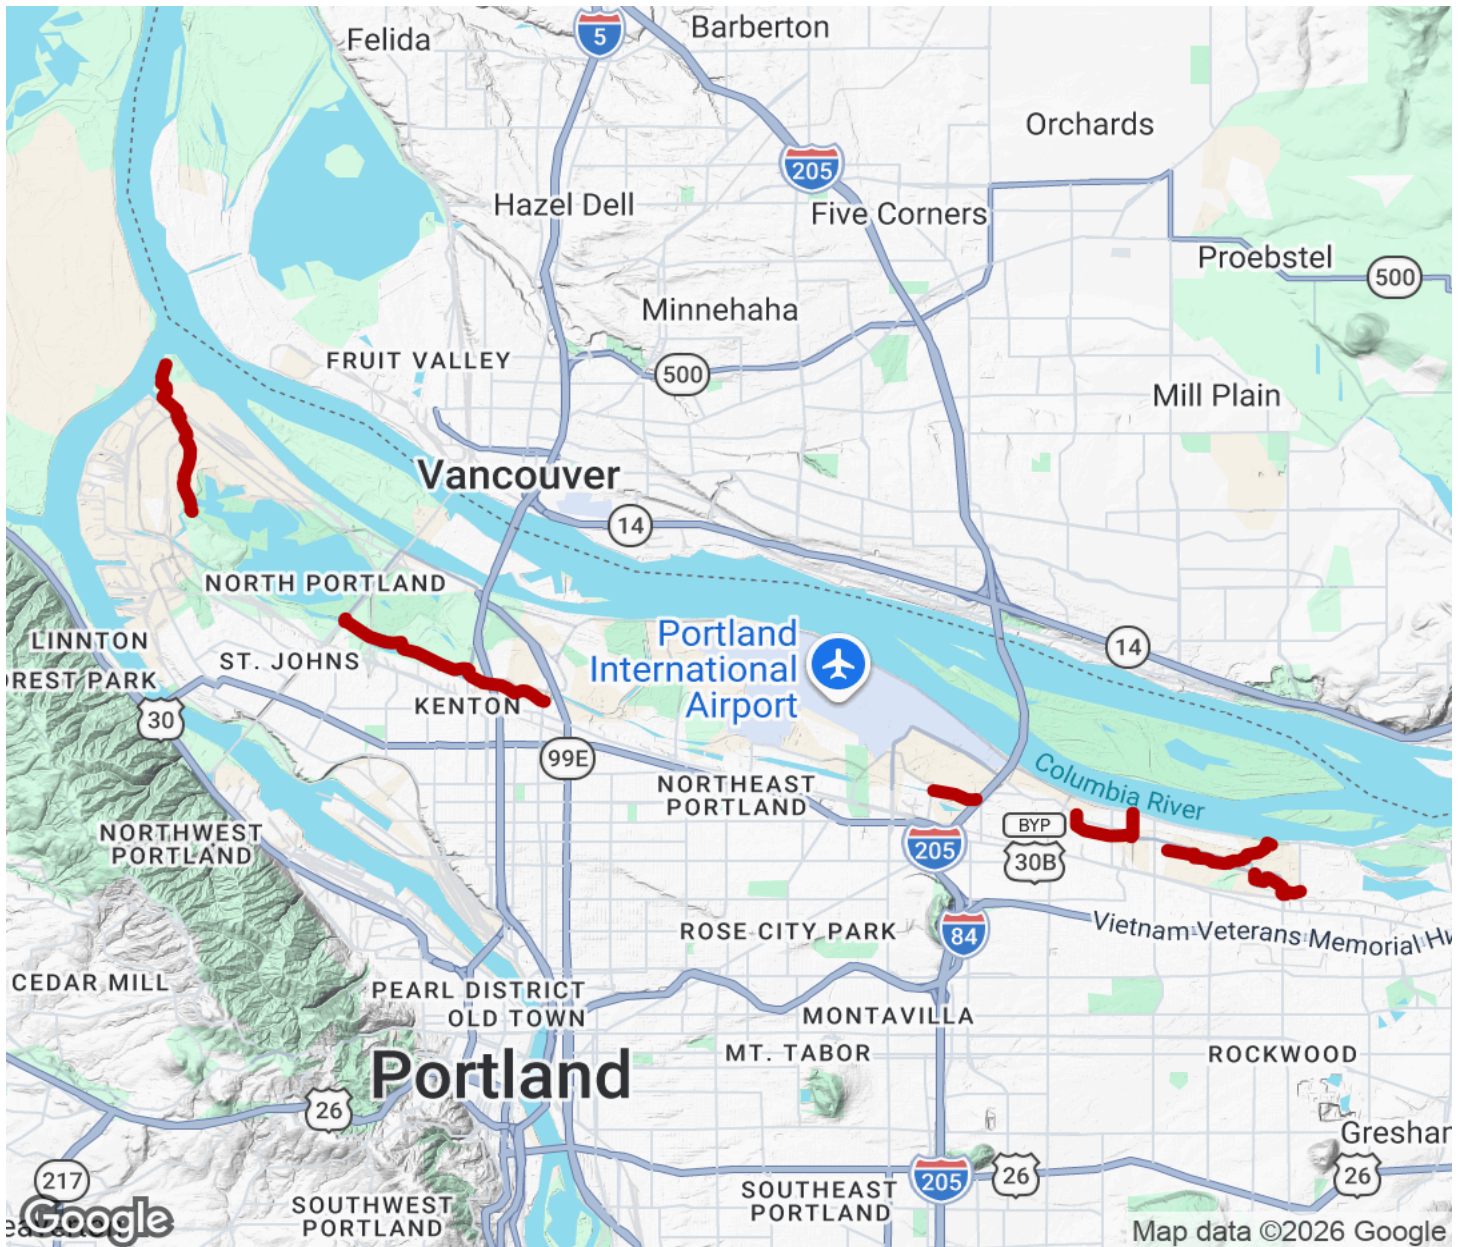 Felida
5
Barberton
Orchards
205
Hazel Dell
Five Corners
Proebstel
500
Minnehaha
FRUIT VALLEY
500
Mill Plain
Vancouver
14
NORTH PORTLAND
LINNTON
OREST PARK
ST. JOHNS
Portland
International
Airport
14
30
KENTON
99E
Columbia River
NORTHEAST
PORTLAND
BYP
30B
205
NORTHWEST
PORTLAND
ROSE CITY PARK
84
Vietnam Veterans Memorial Hw
CEDAR MILL
PEARL DISTRICT
OLD TOWN
MONTAVILLA
MT. TABOR
ROCKWOOD
Portland
26
Gresham
217
205
26
26
SOUTHWEST
PORTLAND
SOUTHEAST
PORTLAND
Google
Map data ©2026 Google